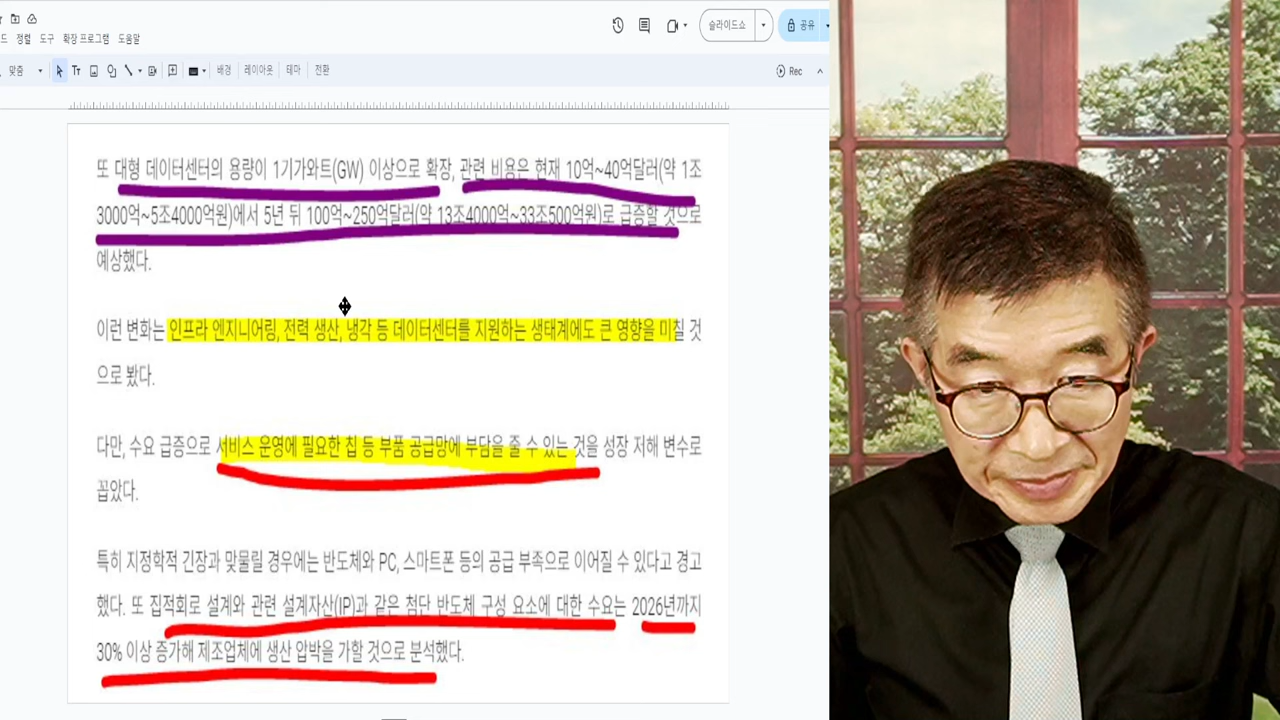 정렬 도구 확장 프로그램 도움말
슬라이드쇼
공유
맞춤
Tт
배경
레이아웃
테마
전환
Rec
또 대형 데이터센터의 용량이 1기가와트(GW) 이상으로 확장, 관련 비용은 현재 10억~40억달러(약 1조
3000억~5조4000억원)에서 5년 뒤 100억~250억달러(약 13조4000억~33조500억원)로 급증할 것으로
예상했다.
이런 변화는 인프라 엔지니어링, 전력 생산, 냉각 등 데이터센터를 지원하는 생태계에도 큰 영향을 미칠 것
으로 봤다.
다만, 수요 급증으로 서비스 운영에 필요한 칩 등 부품 공급망에 부담을 줄 수 있는 것을 성장 저해 변수로
꼽았다.
특히 지정학적 긴장과 맞물릴 경우에는 반도체와 PC, 스마트폰 등의 공급 부족으로 이어질 수 있다고 경고
했다. 또 집적회로 설계와 관련 설계자산(IP)과 같은 첨단 반도체 구성 요소에 대한 수요는 2026년까지
30% 이상 증가해 제조업체에 생산 압박을 가할 것으로 분석했다.